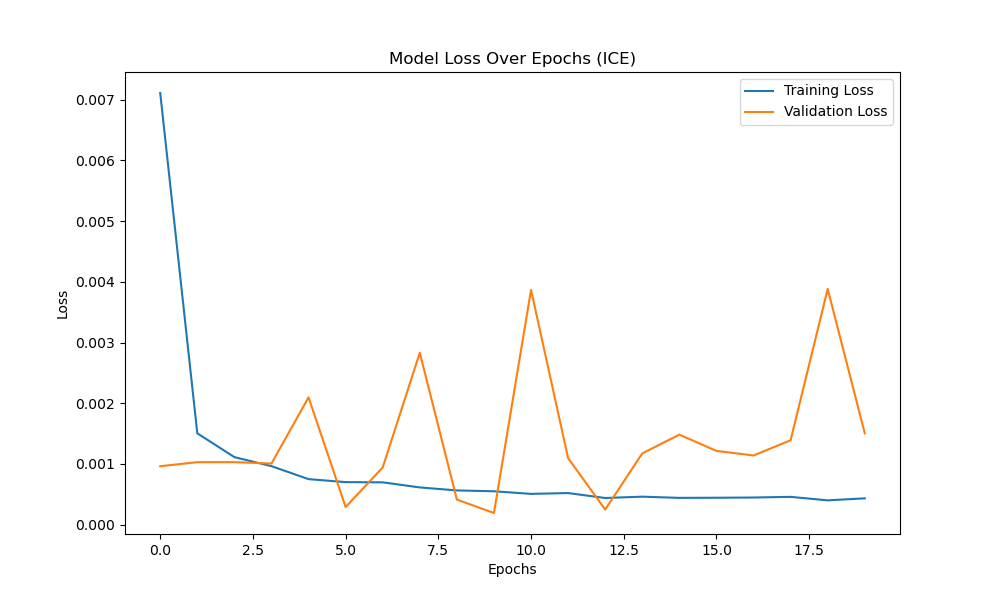 Model Loss Over Epochs (ICE)
Training Loss
Validation Loss
0.007
0.006
0.005
0.004
0.003
0.002
0.001
0.000
Loss
0.0 2.5 5.0 7.5 10.0 12.5 15.0 17.5
Epochs